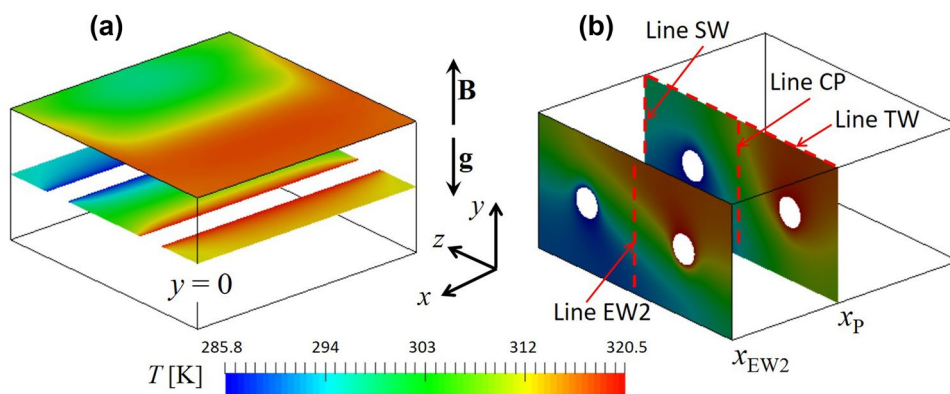 (a)
B
g
y
z
x
y = 0
(b)
Line SW
Line CP
Line TW
Line EW2
xP
xEW2
T [K]
285.8 294 303 312 320.5